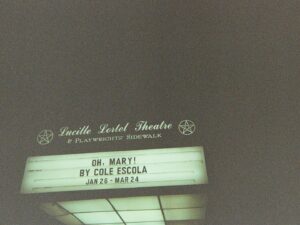 Lucille Lortel Theatre
& PLAYWRIGHTS' SIDEWALK
OH, MARY!
BY COLE ESCOLA
JAN 26 - MAR 24